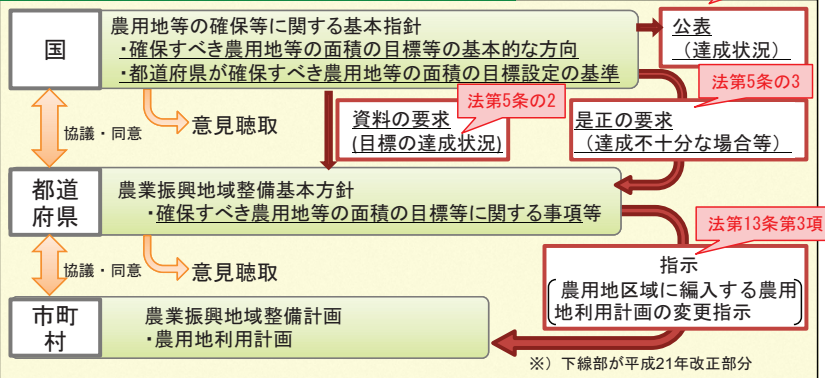 国
農用地等の確保等に関する基本指針
・確保すべき農用地等の面積の目標等の基本的な方向
・都道府県が確保すべき農用地等の面積の目標設定の基準
公表
(達成状況)
協議・同意
意見聴取
資料の要求
(目標の達成状況)
法第5条の2
是正の要求
(達成不十分な場合等)
法第5条の3
都道
府県
農業振興地域整備基本方針
・確保すべき農用地等の面積の目標等に関する事項等
法第13条第3項
協議・同意
意見聴取
指示
農用地区域に編入する農用
地利用計画の変更指示
市町
村
農業振興地域整備計画
・農用地利用計画
※)下線部が平成21年改正部分